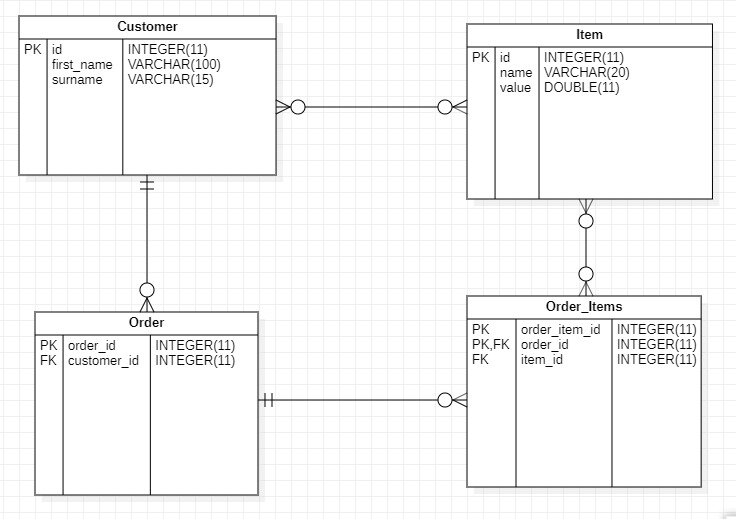 Customer
PK id INTEGER(11)
first_name VARCHAR(100)
surname VARCHAR(15)
Item
PK id INTEGER(11)
name VARCHAR(20)
value DOUBLE(11)
Order
PK order_id INTEGER(11)
FK customer_id INTEGER(11)
Order_Items
PK order_item_id INTEGER(11)
PK,FK order_id INTEGER(11)
FK item_id INTEGER(11)